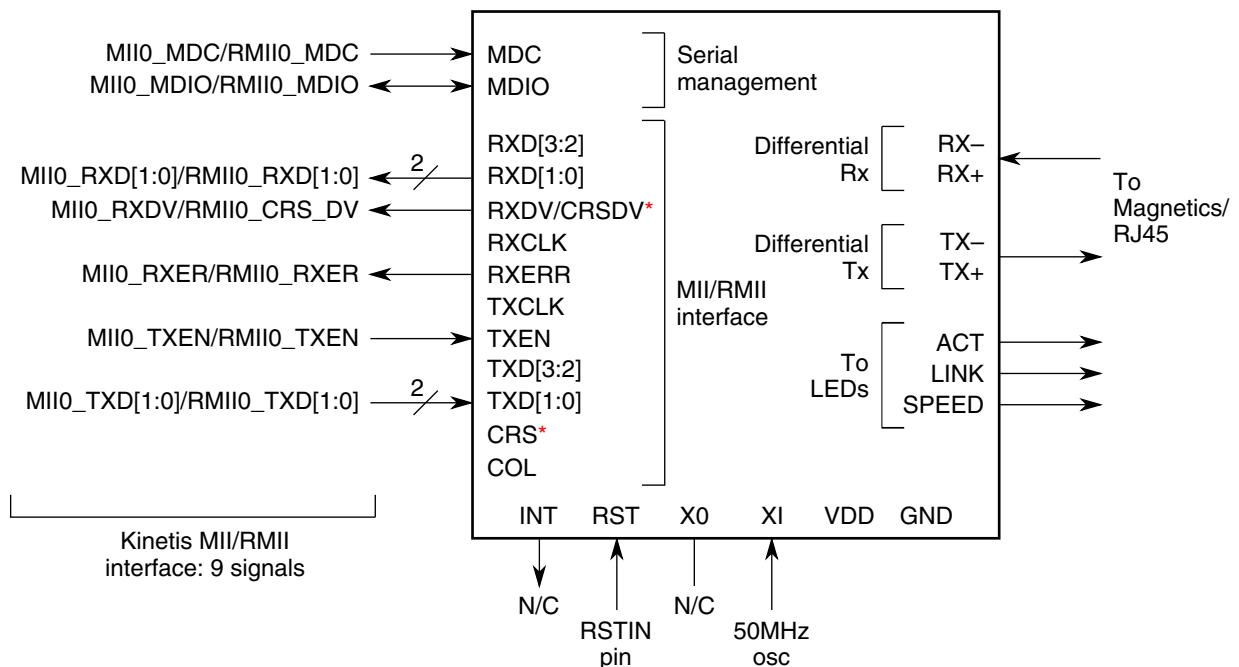 MII0_MDC/RMII0_MDC
MII0_MDIO/RMII0_MDIO
MII0_RXD[1:0]/RMII0_RXD[1:0]
2
MII0_RXDV/RMII0_CRS_DV
MII0_RXER/RMII0_RXER
MII0_TXEN/RMII0_TXEN
MII0_TXD[1:0]/RMII0_TXD[1:0]
2
Kinetis MII/RMII
interface: 9 signals
MDC
MDIO
Serial
management
RXD[3:2]
RXD[1:0]
RXDV/CRSDV*
RXCLK
RXERR
TXCLK
TXEN
TXD[3:2]
TXD[1:0]
CRS*
COL
MII/RMII
interface
Differential
Rx
RX–
RX+
Differential
Tx
TX–
TX+
To
LEDs
ACT
LINK
SPEED
To
Magnetics/
RJ45
INT RST X0 XI VDD GND
N/C
RSTIN
pin
N/C
50MHz
osc